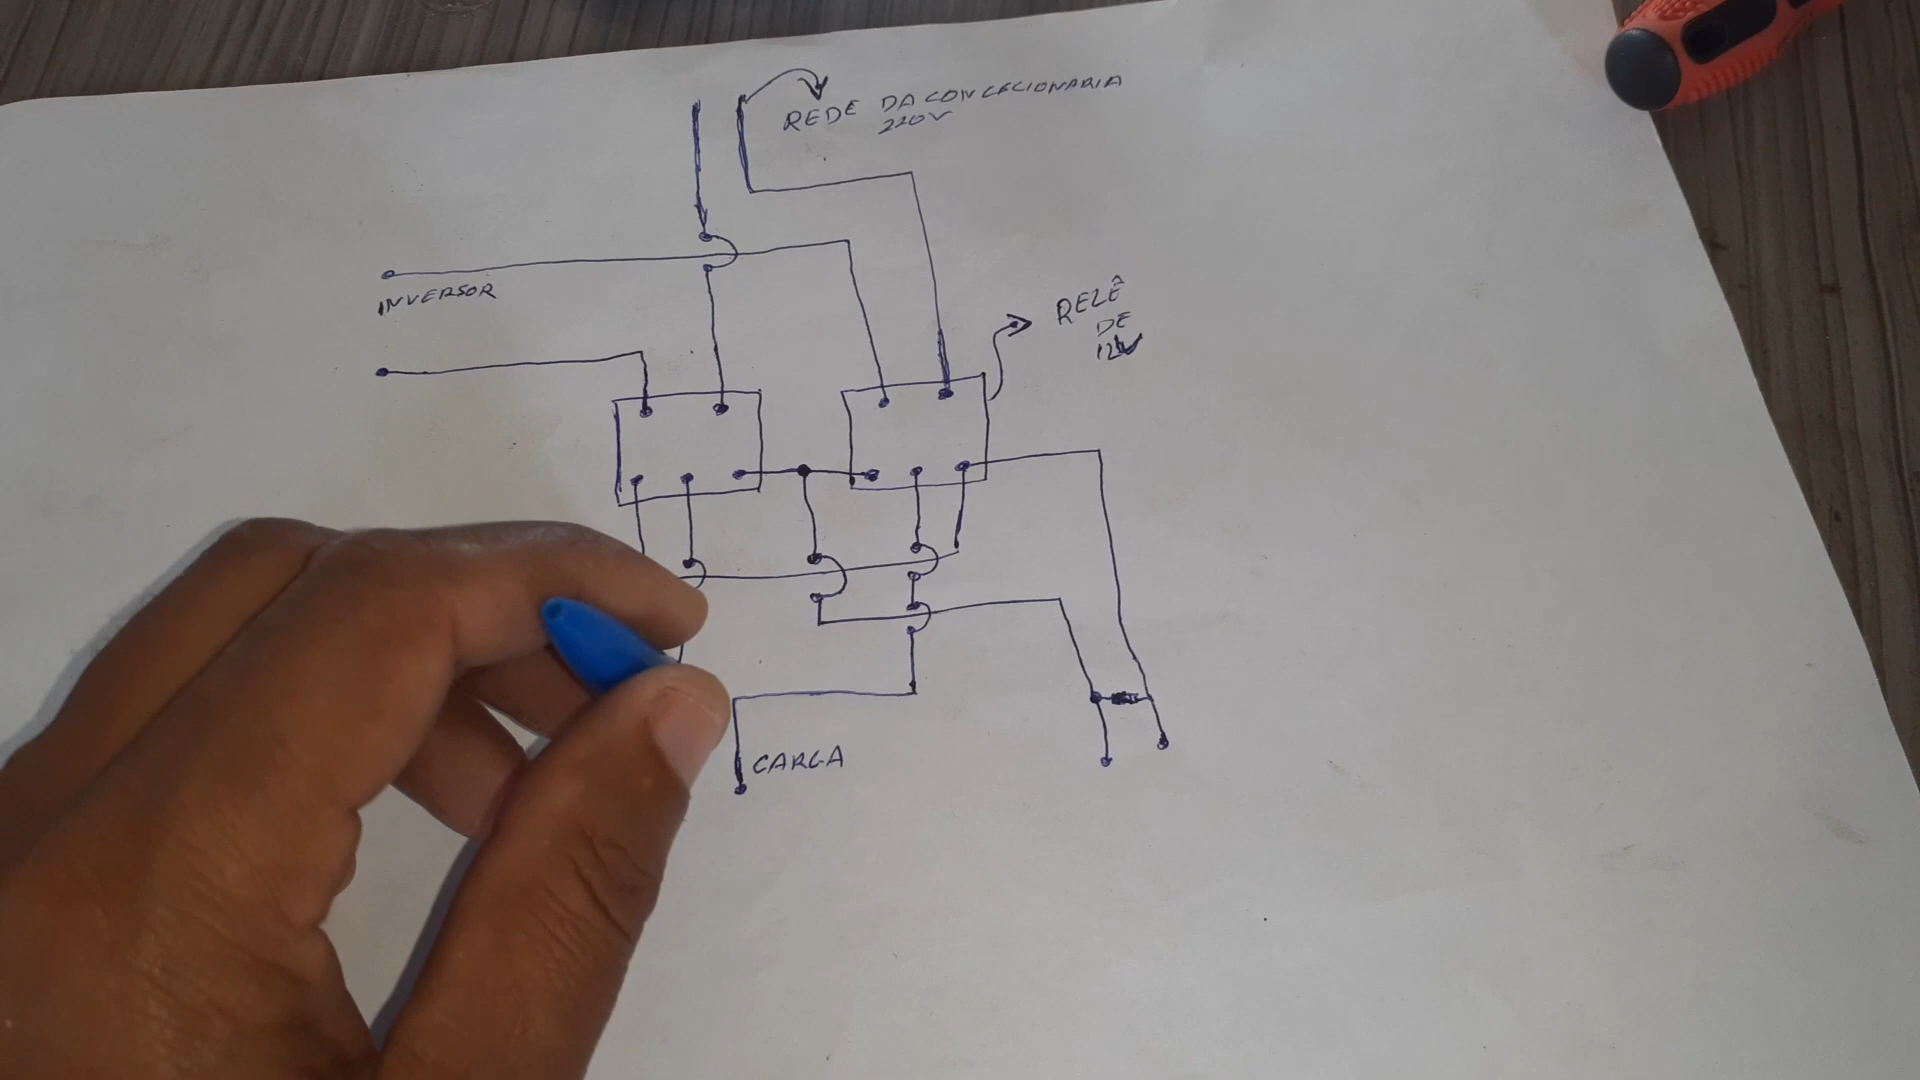 REDE DA CONCECIONARIA
220V
INVERSOR
RELÊ
DE
12V
CARGA